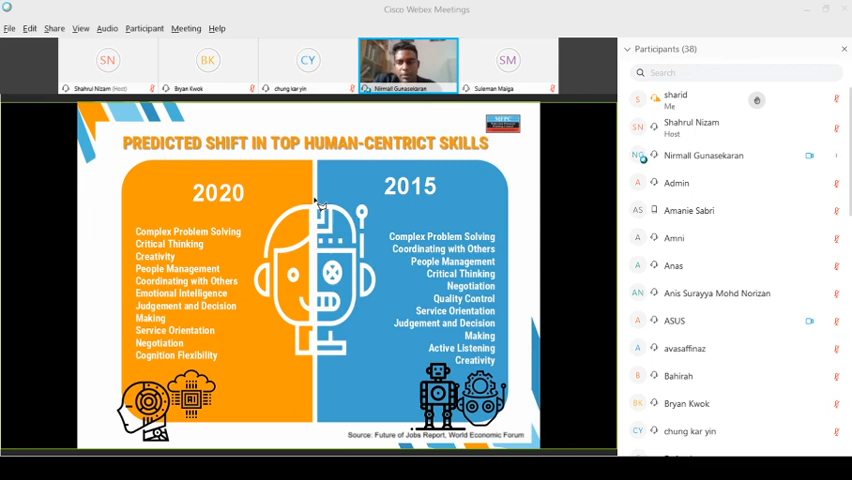 Cisco Webex Meetings
File Edit Share View Audio Participant Meeting Help
SN
Shahrul Nizam (Host)
BK
Bryan Kwok
CY
chung kar yin
Nirmall Gunasekaran
SM
Suleman Maiga
PREDICTED SHIFT IN TOP HUMAN-CENTRICT SKILLS
MFPC
2020
Complex Problem Solving
Critical Thinking
Creativity
People Management
Coordinating with Others
Emotional Intelligence
Judgement and Decision
Making
Service Orientation
Negotiation
Cognition Flexibility
AI
2015
Complex Problem Solving
Coordinating with Others
People Management
Critical Thinking
Negotiation
Quality Control
Service Orientation
Judgement and Decision
Making
Active Listening
Creativity
Source: Future of Jobs Report, World Economic Forum
Participants (38)
Search
S sharid
Me
SN Shahrul Nizam
Host
NG Nirmall Gunasekaran
A Admin
AS Amanie Sabri
A Amni
A Anas
AN Anis Surayya Mohd Norizan
A ASUS
A avasaffinaz
B Bahirah
BK Bryan Kwok
CY chung kar yin